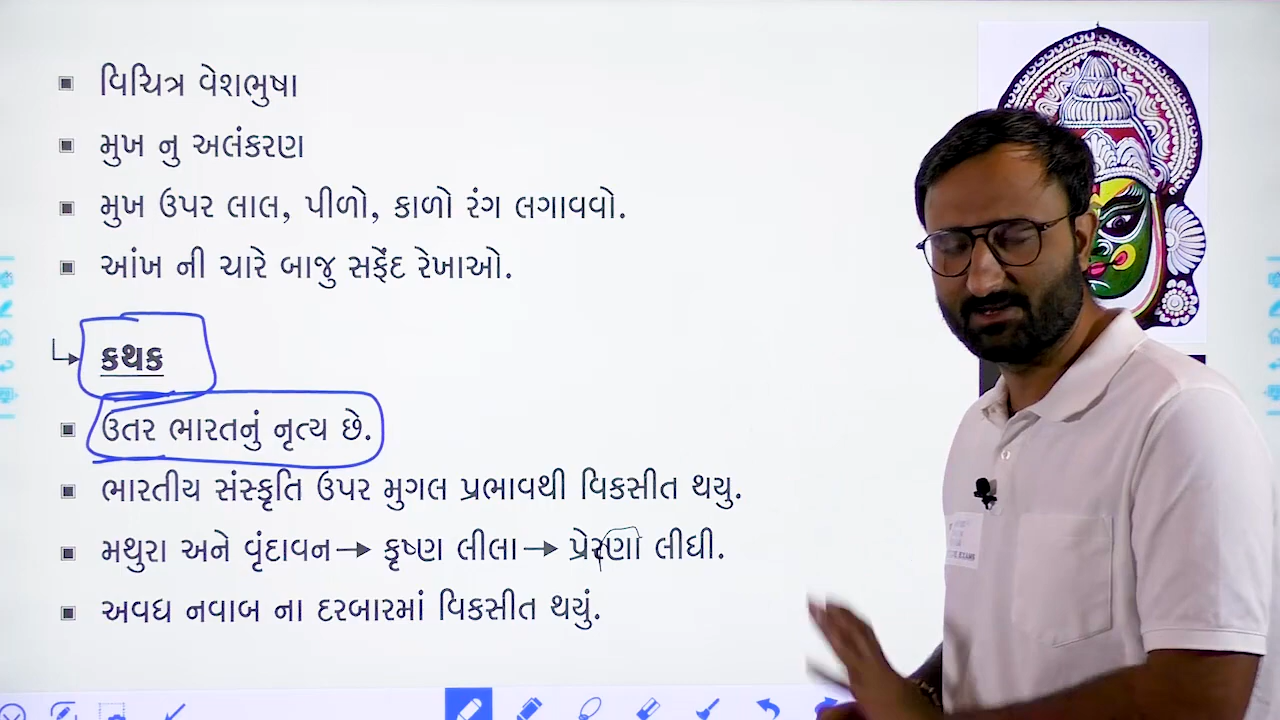 વિચિત્ર વેશભુષા
મુખ નુ અલંકરણ
મુખ ઉપર લાલ, પીળો, કાળો રંગ લગાવવો.
આંખ ની ચારે બાજુ સફેંદ રેખાઓ.
કથક
ઉતર ભારતનું નૃત્ય છે.
ભારતીય સંસ્કૃતિ ઉપર મુગલ પ્રભાવથી વિકસીત થયુ.
મથુરા અને વૃંદાવન→ કૃષ્ણ લીલા→ પ્રેરણા લીધી.
અવધ નવાબ ના દરબારમાં વિકસીત થયું.